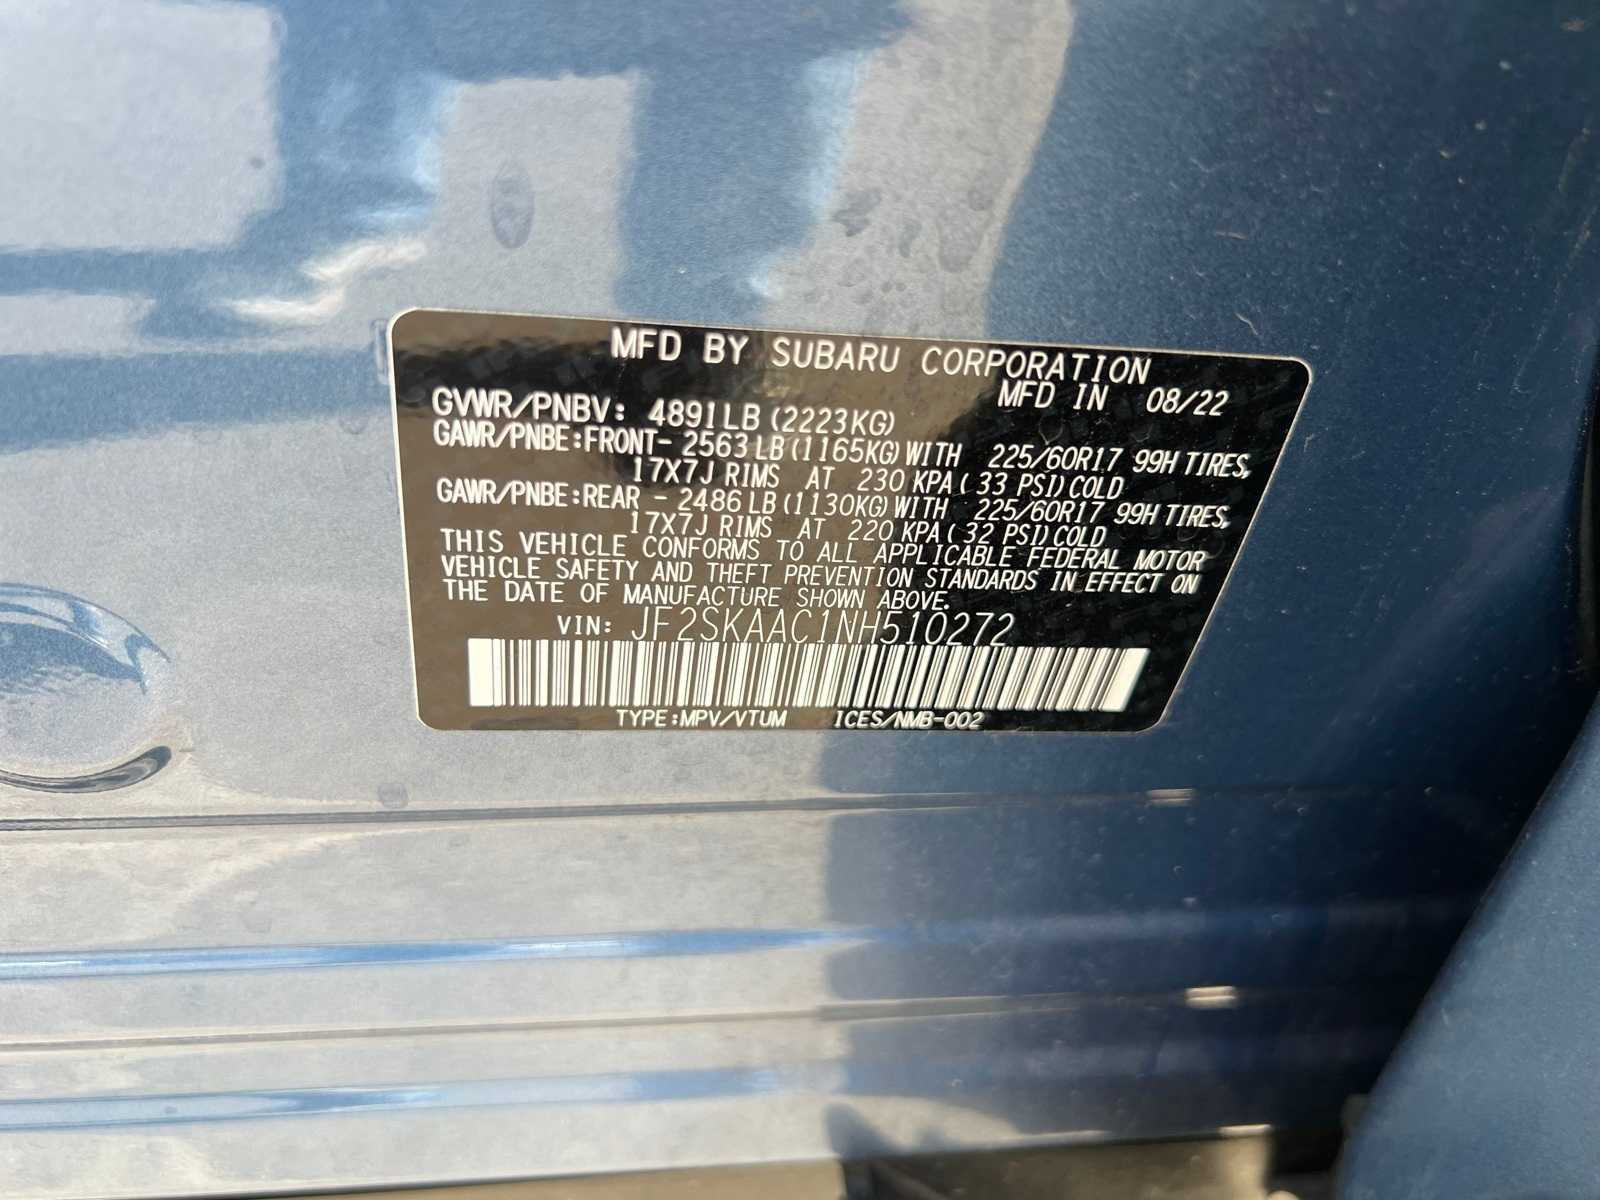 MFD BY SUBARU CORPORATION
MFD IN 08/22
GVWR/PNBV: 4891LB (2223KG)
GAWR/PNBE:FRONT- 2563 LB (1165KG) WITH 225/60R17 99H TIRES,
17X7J RIMS AT 230 KPA ( 33 PSI) COLD
GAWR/PNBE:REAR - 2486 LB (1130KG) WITH 225/60R17 99H TIRES,
17X7J RIMS AT 220 KPA ( 32 PSI) COLD
THIS VEHICLE CONFORMS TO ALL APPLICABLE FEDERAL MOTOR
VEHICLE SAFETY AND THEFT PREVENTION STANDARDS IN EFFECT ON
THE DATE OF MANUFACTURE SHOWN ABOVE.
VIN: JF2SKAAC1NH510272
TYPE:MPV/VTUM ICES/NMB-002